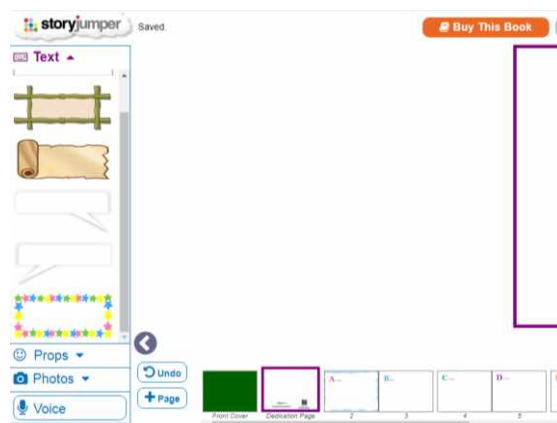 storyjumper
Saved
Buy This Book
Text
Props
Photos
Voice
Undo
+ Page
A...
B...
C...
D...
Front Cover
Dedication Page
2
3
4
5